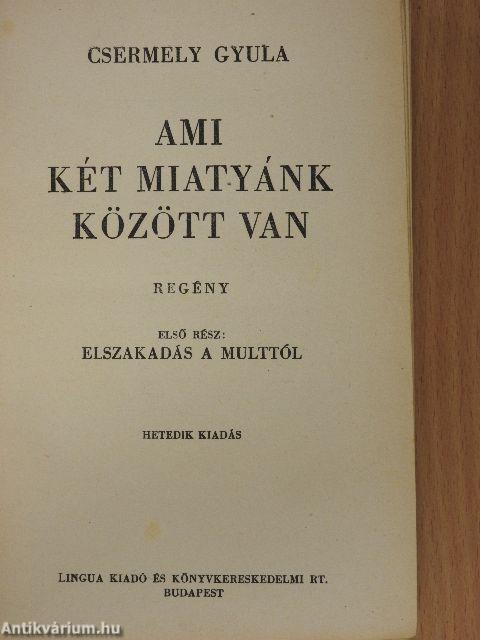 CSERMELY GYULA
AMI
KÉT MIATYÁNK
KÖZÖTT VAN
REGÉNY
ELSŐ RÉSZ:
ELSZAKADÁS A MULTTÓL
HETEDIK KIADÁS
LINGUA KIADÓ ÉS KÖNYVKERESKEDELMI RT.
BUDAPEST
Antikvárium.hu